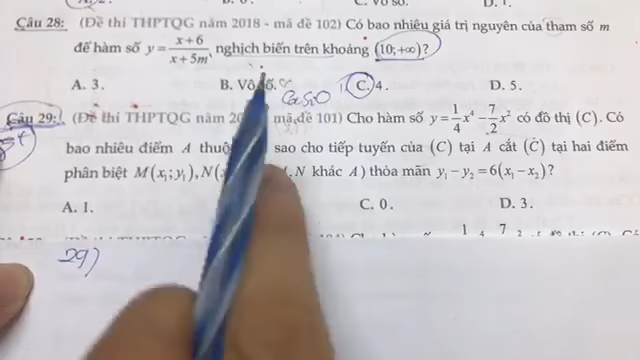 Câu 28: (Đề thi THPTQG năm 2018 - mã đề 102) Có bao nhiêu giá trị nguyên của tham số m
để hàm số y = x+6 / x+5m nghịch biến trên khoảng (10;+∞)?
A. 3. B. Vô số. Casio C. 4. D. 5.
Câu 29: (Đề thi THPTQG năm mã đề 101) Cho hàm số y = 1/4 x⁴ − 7/2 x² có đồ thị (C). Có
bao nhiêu điểm A thuộ sao cho tiếp tuyến của (C) tại A cắt (C) tại hai điểm
phân biệt M(x₁;y₁), N( N khác A) thỏa mãn y₁ − y₂ = 6(x₁ − x₂)?
A. 1. C. 0. D. 3.
29)